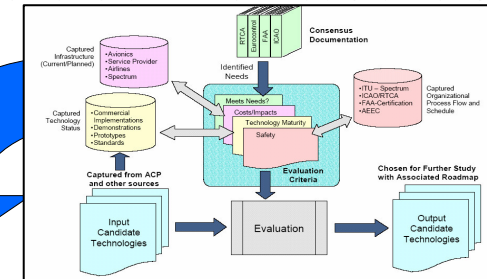 RTCA
Eurocontrol
FAA
ICAO
Consensus
Documentation
Identified
Needs
Captured
Infrastructure
(Current/Planned)
•Avionics
•Service Provider
•Airlines
•Spectrum
Captured
Technology
Status
•Commercial
Implementations
•Demonstrations
•Prototypes
•Standards
Meets Needs?
Costs/Impacts
Technology Maturity
Safety
Evaluation
Criteria
•ITU – Spectrum
•ICAO/RTCA
•FAA-Certification
•AEEC
Captured
Organizational
Process Flow and
Schedule
Captured from ACP
and other sources
Input
Candidate
Technologies
Evaluation
Chosen for Further Study
with Associated Roadmap
Output
Candidate
Technologies